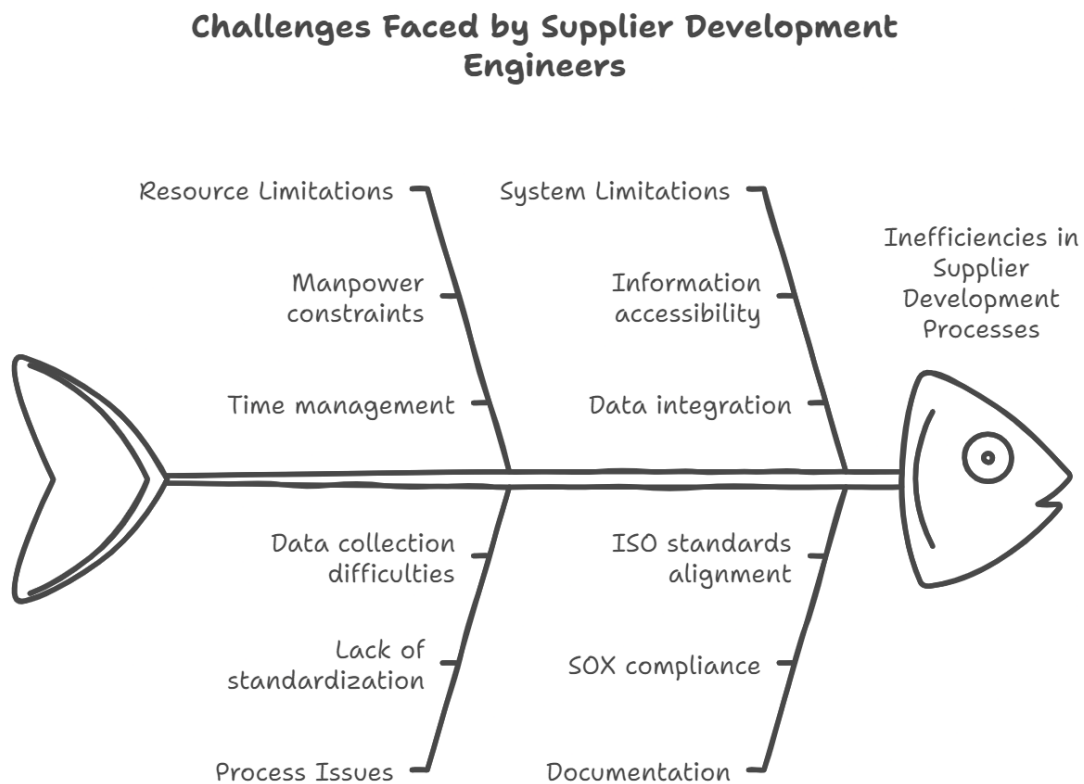 Challenges Faced by Supplier Development
Engineers
Resource Limitations
Manpower
constraints
Time management
System Limitations
Information
accessibility
Data integration
Inefficiencies in
Supplier
Development
Processes
Data collection
difficulties
Lack of
standardization
Process Issues
ISO standards
alignment
SOX compliance
Documentation